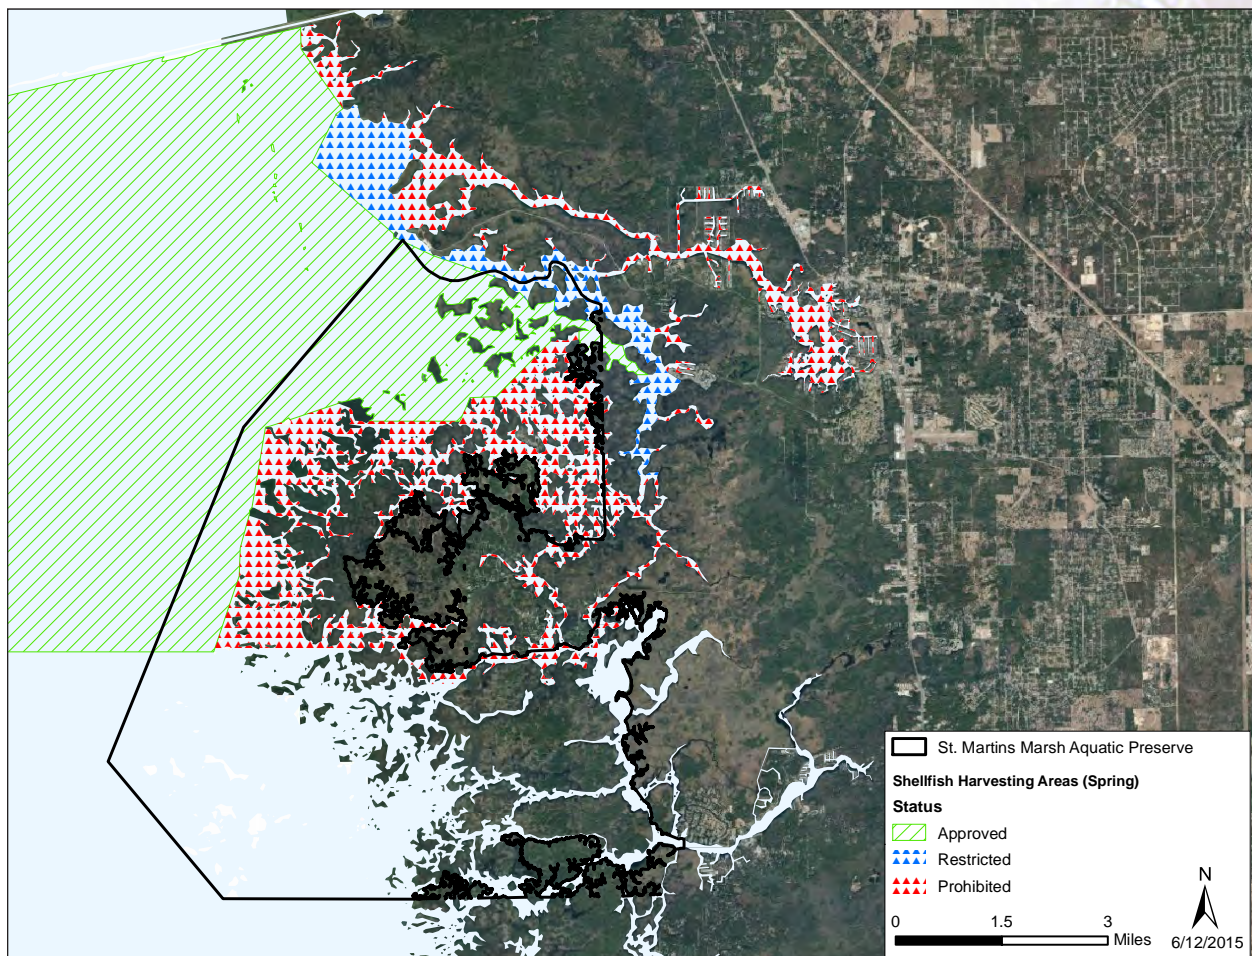 St. Martins Marsh Aquatic Preserve
Shellfish Harvesting Areas (Spring)
Status
Approved
Restricted
Prohibited
N
0 1.5 3
Miles
6/12/2015